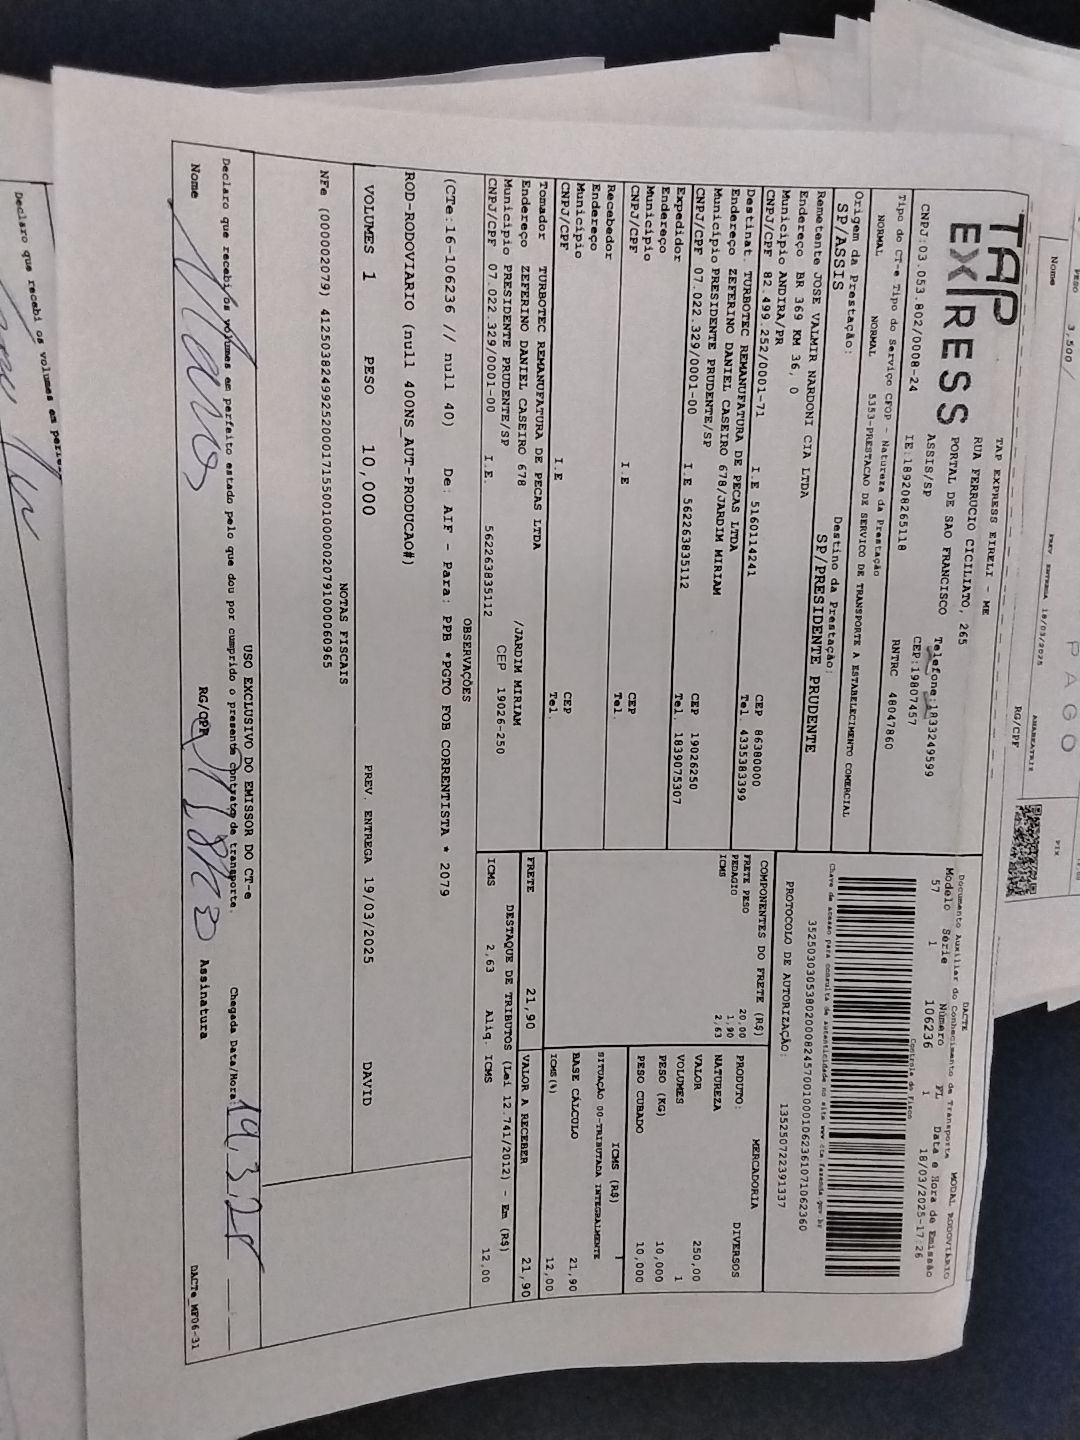 TAP
EXPRESS
TAP EXPRESS EIRELI - ME
RUA FERRUCIO CICILIATO, 265
PORTAL DE SAO FRANCISCO
ASSIS/SP
CNPJ:03.053.802/0008-24
IE:189208265118
Telefone:1833249599
CEP:19807457
RNTRC 48047860
Tipo do CT-e Tipo do Serviço CFOP - Natureza da Prestação
NORMAL NORMAL 5353-PRESTACAO DE SERVICO DE TRANSPORTE A ESTABELECIMENTO COMERCIAL
Origem da Prestação: Destino da Prestação:
SP/ASSIS SP/PRESIDENTE PRUDENTE
Remetente JOSE VALMIR NARDONI CIA LTDA
Endereço BR 369 KM 36, 0
Município ANDIRA/PR CEP 86380000
CNPJ/CPF 82.499.252/0001-71 I.E 5160114241 Tel. 4335383399
Destinat. TURBOTEC REMANUFATURA DE PECAS LTDA
Endereço ZEFERINO DANIEL CASEIRO 678/JARDIM MIRIAM
Município PRESIDENTE PRUDENTE/SP CEP 19026250
CNPJ/CPF 07.022.329/0001-00 I.E 562263835112 Tel. 1839075307
Expedidor
Endereço
Município CEP
CNPJ/CPF I.E Tel.
Recebedor
Endereço
Município CEP
CNPJ/CPF I.E Tel.
Tomador TURBOTEC REMANUFATURA DE PECAS LTDA
Endereço ZEFERINO DANIEL CASEIRO 678 /JARDIM MIRIAM
Município PRESIDENTE PRUDENTE/SP CEP 19026-250
CNPJ/CPF 07.022.329/0001-00 I.E. 562263835112
DACTE MODAL RODOVIÁRIO
Documento Auxiliar do Conhecimento de Transporte
Modelo Série Número FL Data e Hora de Emissão
57 1 106236 1 18/03/2025-17:26
Controle do Fisco
Chave de acesso para consulta de autenticidade no site www.cte.fazenda.gov.br
35250303053802000824570010001062361071062360
PROTOCOLO DE AUTORIZAÇÃO: 135250722391337
COMPONENTES DO FRETE (R$)
FRETE PESO 20,00
PEDAGIO 1,90
ICMS 2,63
MERCADORIA
PRODUTO: DIVERSOS
NATUREZA
VALOR 250,00
VOLUMES 1
PESO (KG) 10,000
PESO CUBADO 10,000
ICMS (R$)
SITUAÇÃO 00-TRIBUTADA INTEGRALMENTE
BASE CÁLCULO 21,90
ICMS(%) 12,00
FRETE 21,90 VALOR A RECEBER 21,90
DESTAQUE DE TRIBUTOS (Lei 12.741/2012) - Em (R$)
ICMS 2,63 Aliq. ICMS 12,00
OBSERVAÇÕES
(CTe:16-106236 // null 40) De: AIF - Para: PPB *PGTO FOB CORRENTISTA * 2079
ROD-RODOVIARIO (null 400NS_AUT-PRODUCAO#)
VOLUMES 1 PESO 10,000 PREV. ENTREGA 19/03/2025 DAVID
NOTAS FISCAIS
NFe (000002079) 41250382499252000171550010000020791000060965
USO EXCLUSIVO DO EMISSOR DO CT-e
Declaro que recebi os volumes em perfeito estado pelo que dou por cumprido o presente contrato de transporte.
Chegada Data/Hora 19,3,25
Nome RG/CPF Assinatura
DACTe_MP06-31
PESO 3,500 PREV ENTREGA 18/03/2025
Nome RG/CPF
PAGO
PIX
Declaro que recebi os volumes em